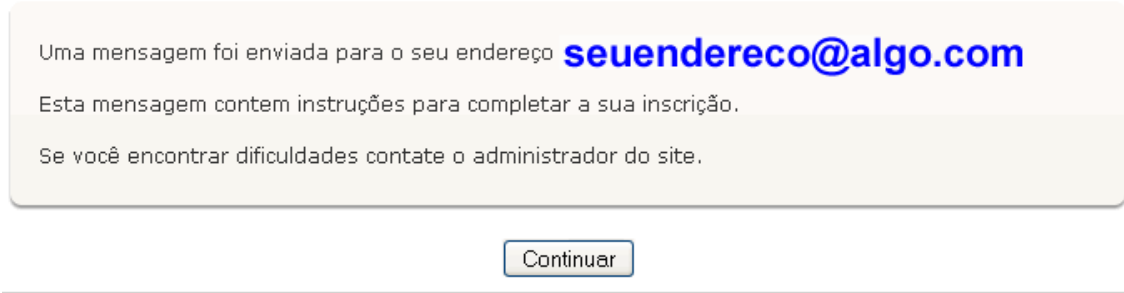 Uma mensagem foi enviada para o seu endereço seuendereco@algo.com
Esta mensagem contem instruções para completar a sua inscrição.
Se você encontrar dificuldades contate o administrador do site.
Continuar